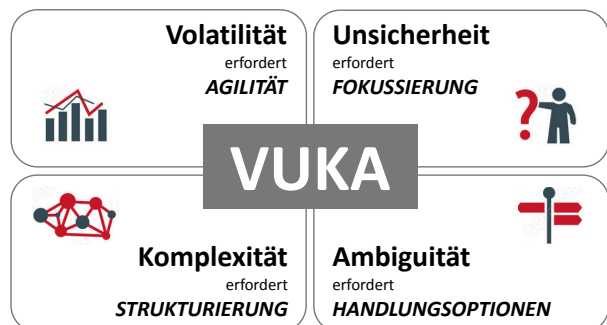 Volatilität
erfordert
AGILITÄT
Unsicherheit
erfordert
FOKUSSIERUNG
?
VUKA
Komplexität
erfordert
STRUKTURIERUNG
Ambiguität
erfordert
HANDLUNGSOPTIONEN